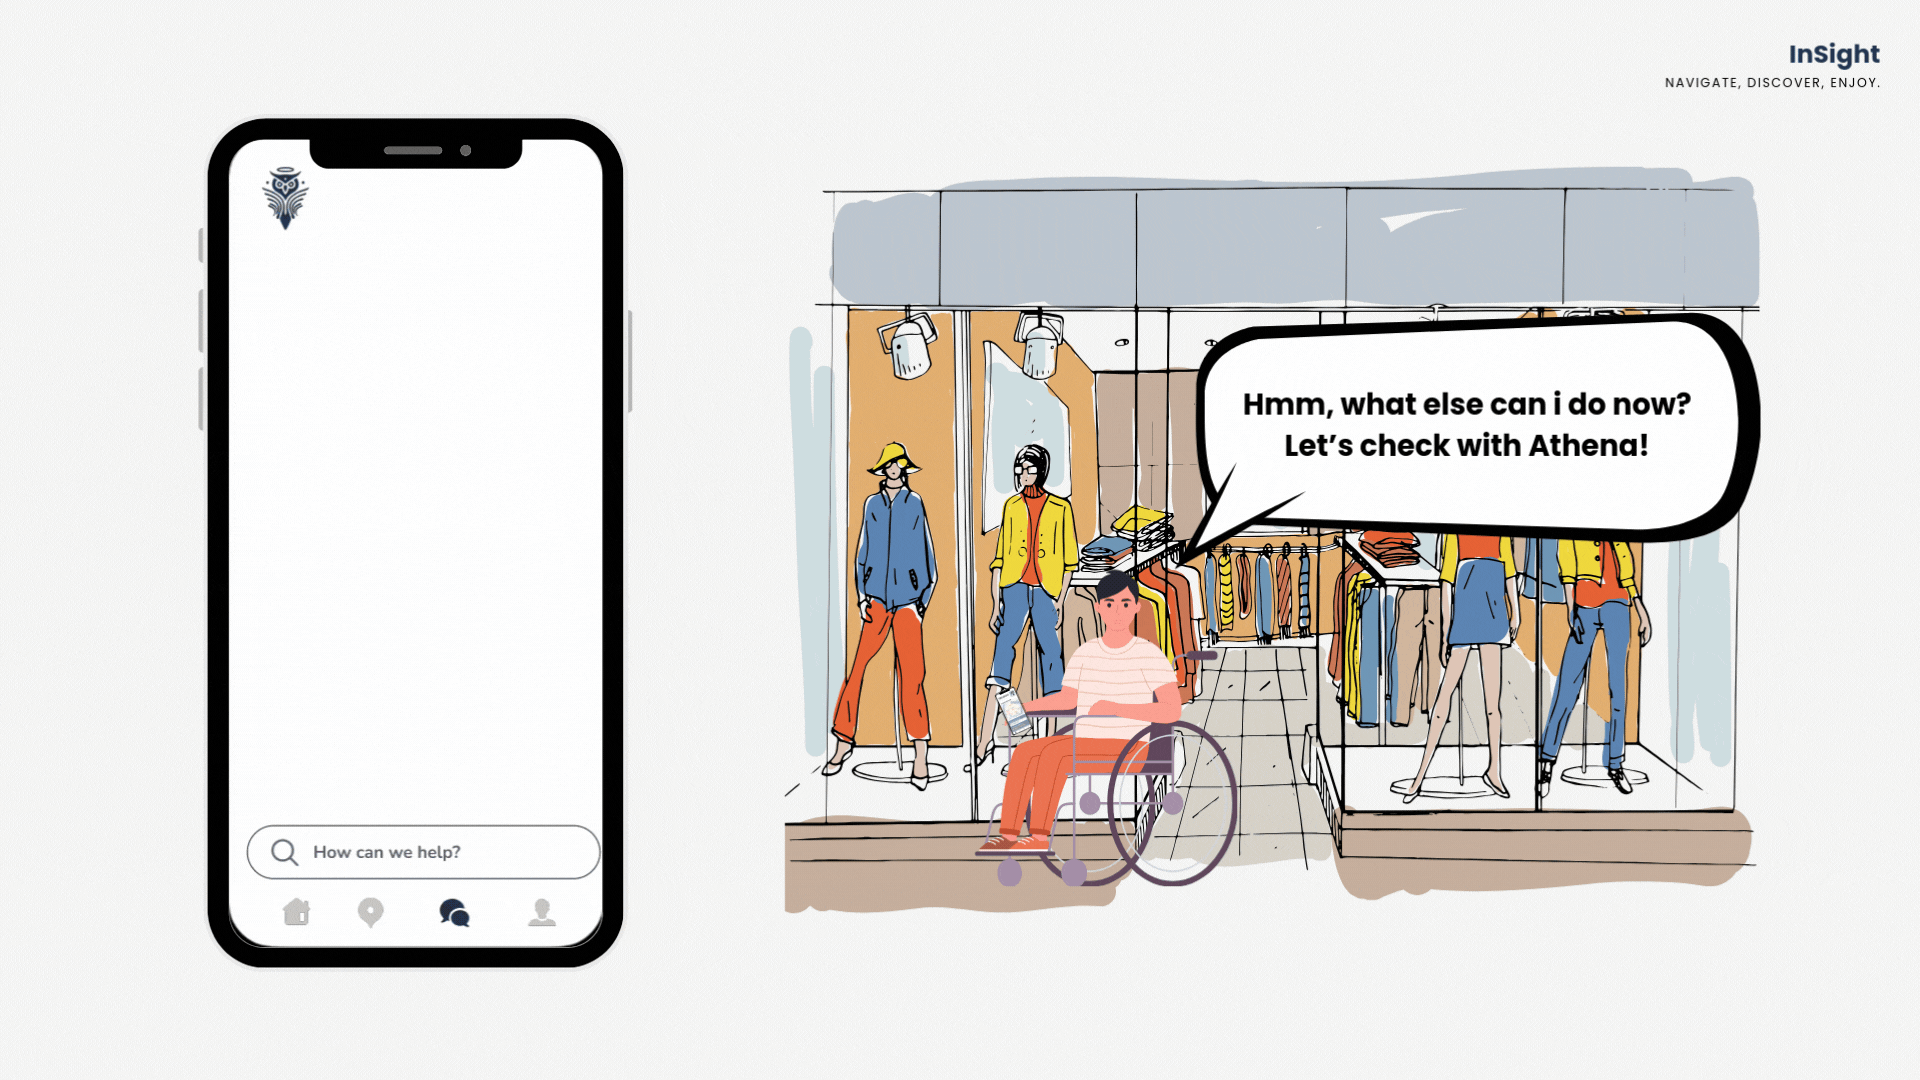 InSight
NAVIGATE, DISCOVER, ENJOY.
Hmm, what else can i do now?
Let's check with Athena!
How can we help?